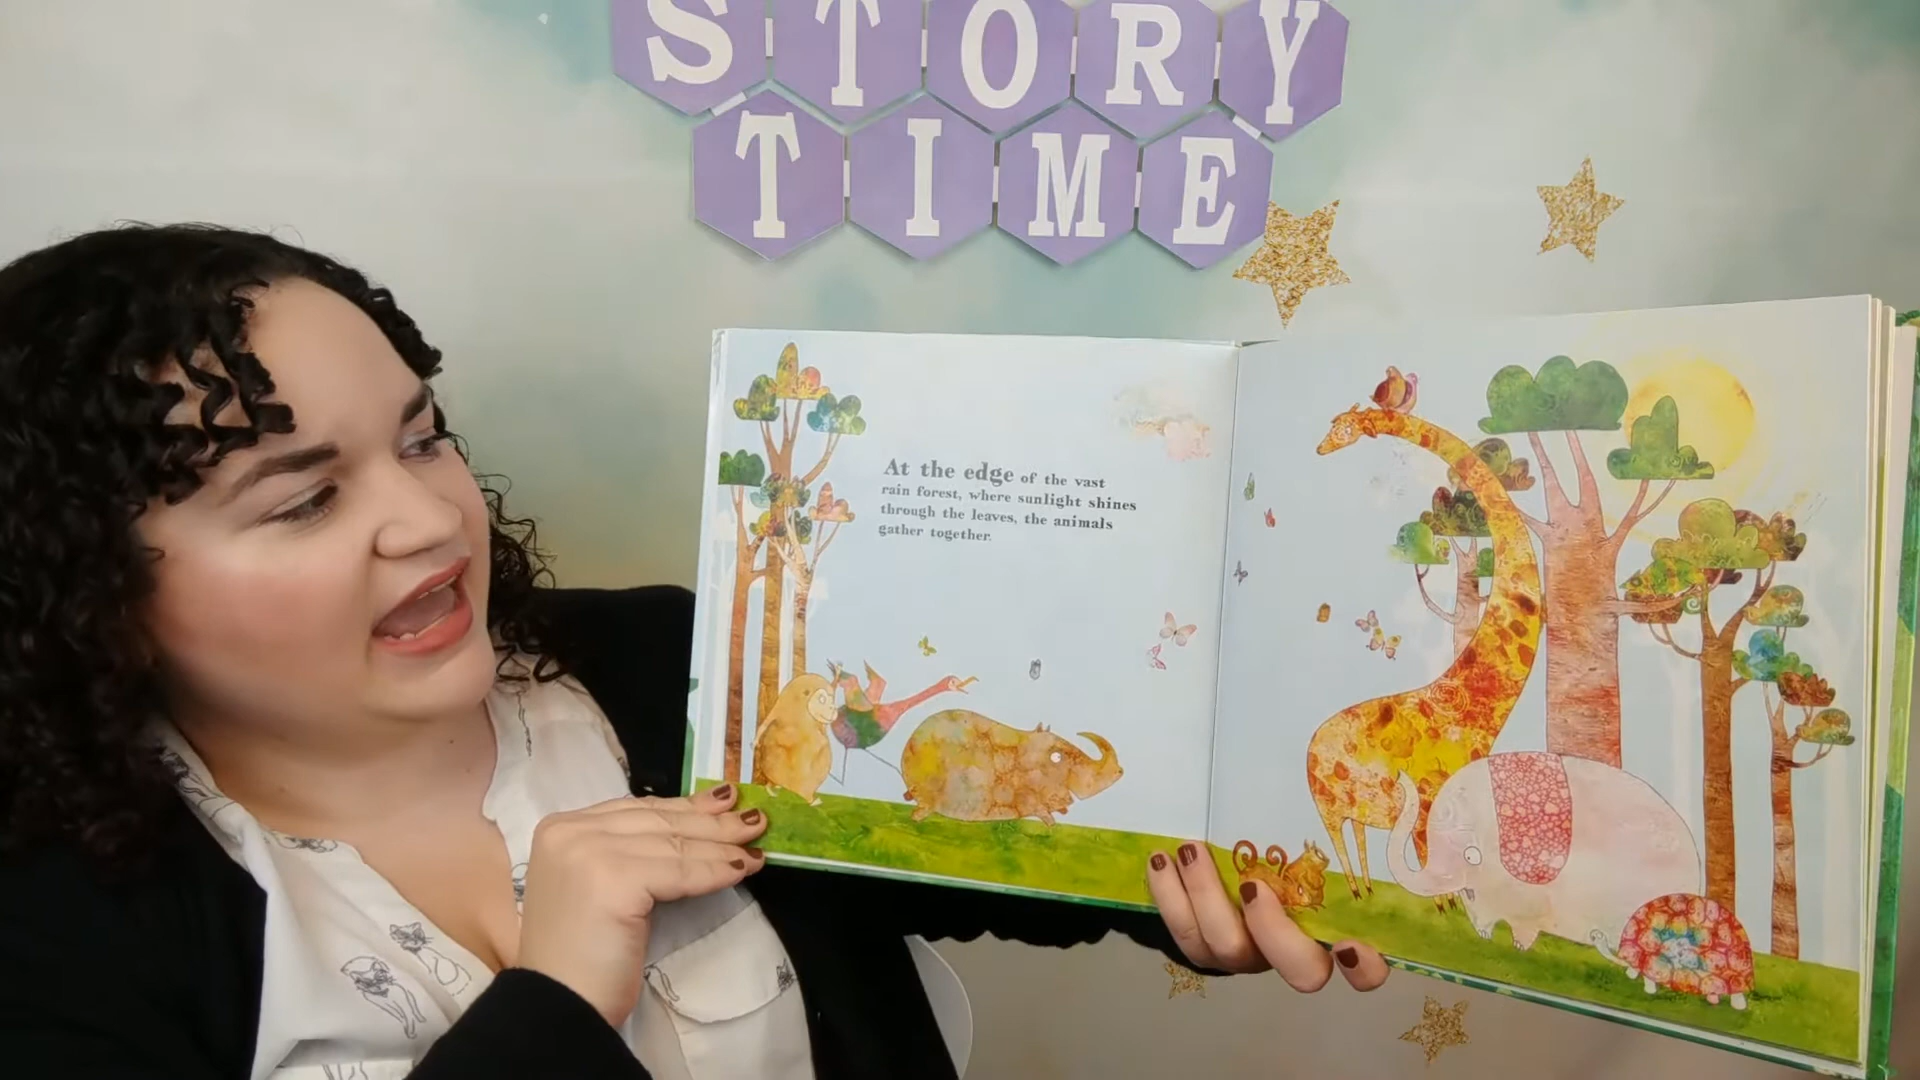 STORY
TIME
At the edge of the vast
rain forest, where sunlight shines
through the leaves, the animals
gather together.